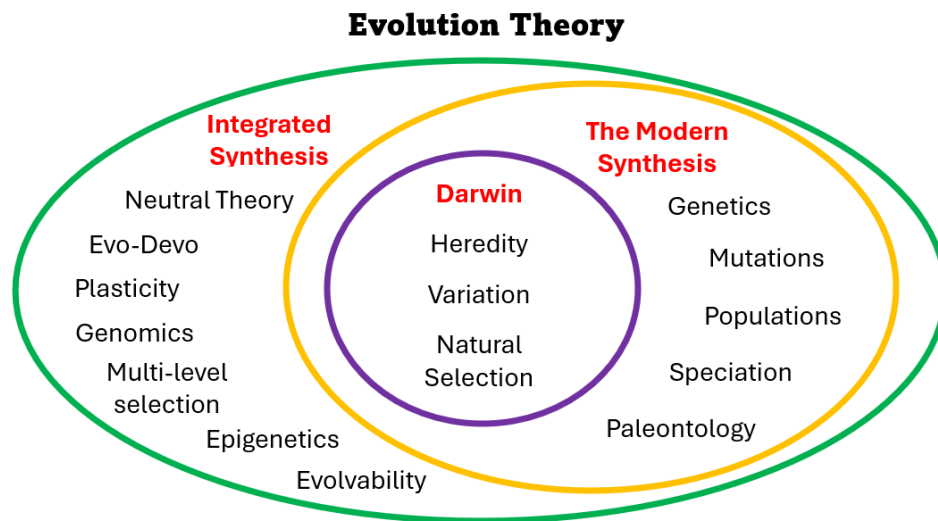 Evolution Theory
Integrated
Synthesis
Neutral Theory
Evo-Devo
Plasticity
Genomics
Multi-level
selection
Epigenetics
Evolvability
Darwin
Heredity
Variation
Natural
Selection
The Modern
Synthesis
Genetics
Mutations
Populations
Speciation
Paleontology